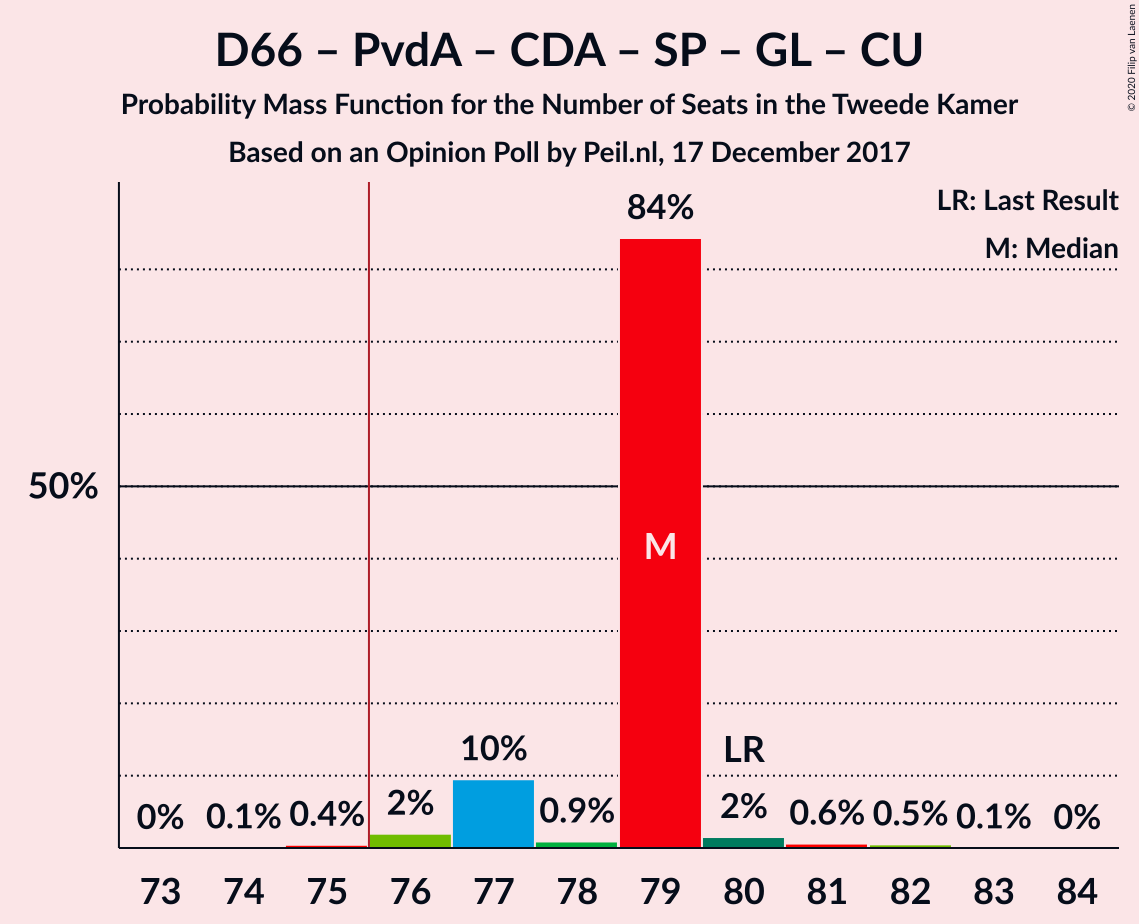 D66 – PvdA – CDA – SP – GL – CU
Probability Mass Function for the Number of Seats in the Tweede Kamer
Based on an Opinion Poll by Peil.nl, 17 December 2017
© 2020 Filip van Laenen
LR: Last Result
M: Median
84%
50%
M
10%
LR
0%
0.1%
0.4%
2%
0.9%
2%
0.6%
0.5%
0.1%
0%
73 74 75 76 77 78 79 80 81 82 83 84